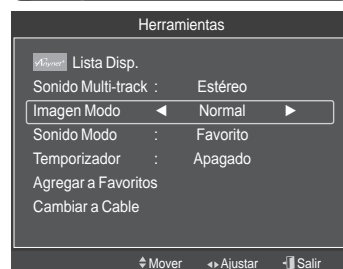 Herramientas
Anynet+ Lista Disp.
Sonido Multi-track : Estéreo
Imagen Modo ◄ Normal ►
Sonido Modo : Favorito
Temporizador : Apagado
Agregar a Favoritos
Cambiar a Cable
Mover Ajustar Salir